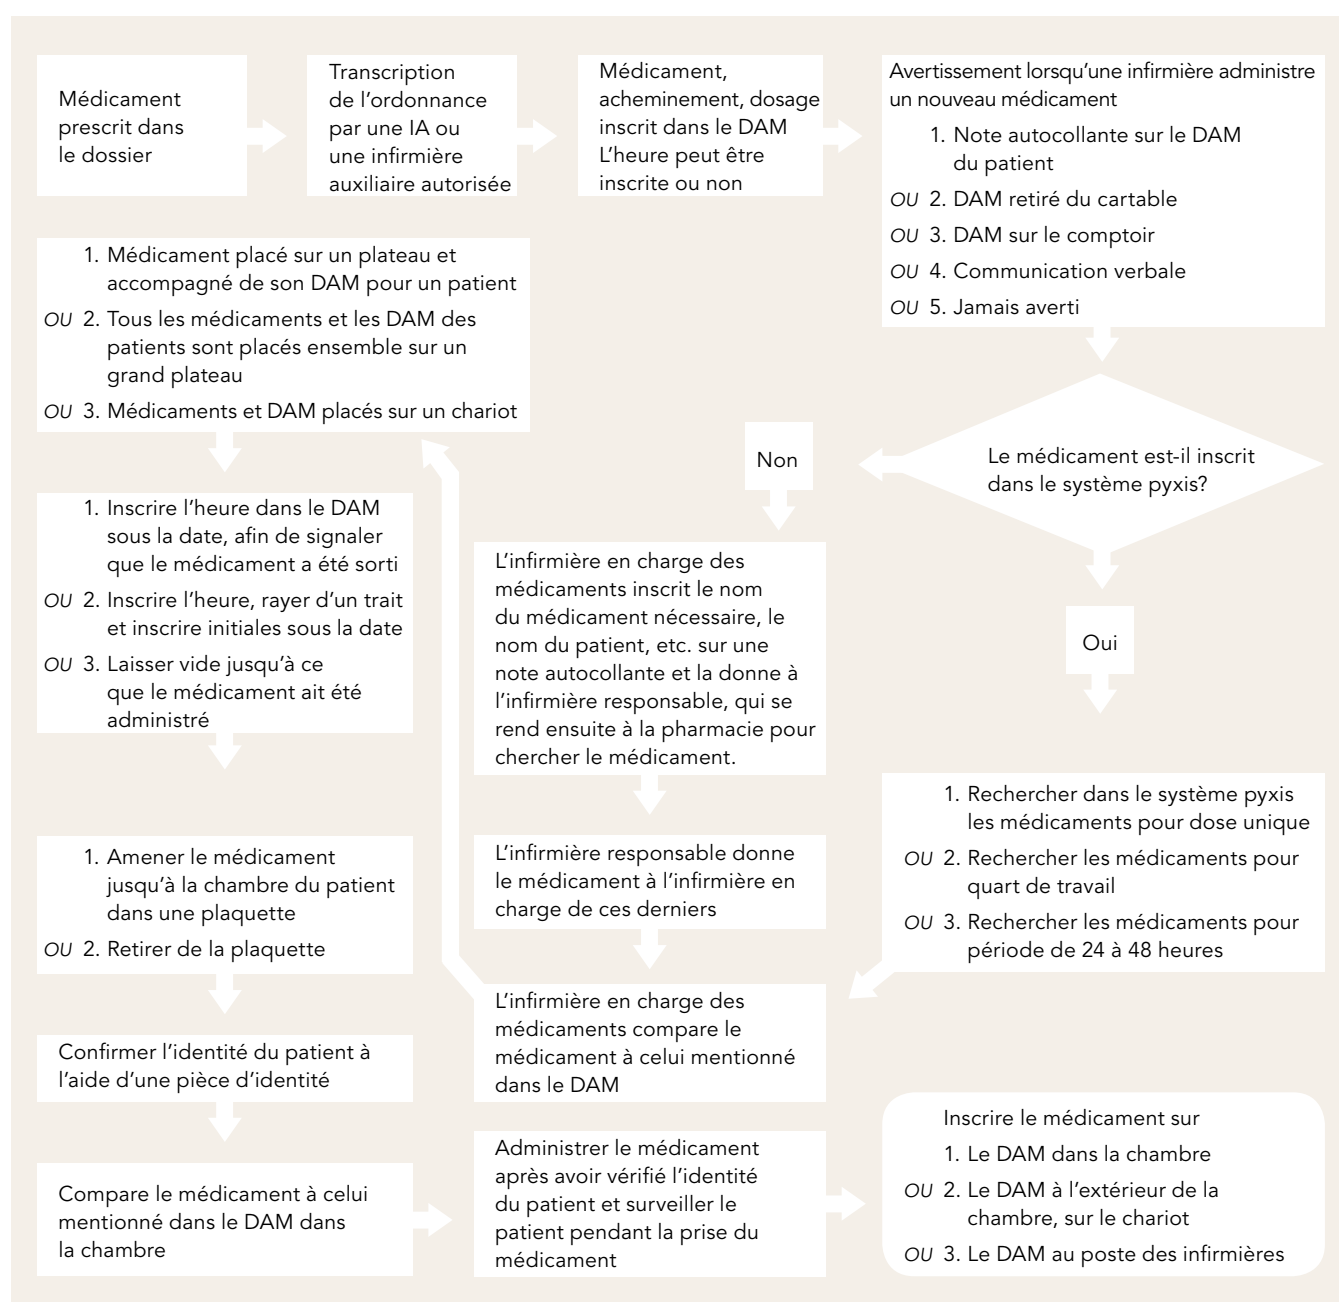 Médicament
prescrit dans
le dossier
Transcription
de l'ordonnance
par une IA ou
une infirmière
auxiliaire autorisée
Médicament,
acheminement, dosage
inscrit dans le DAM
L'heure peut être
inscrite ou non
Avertissement lorsqu'une infirmière administre
un nouveau médicament
1. Note autocollante sur le DAM
du patient
OU 2. DAM retiré du cartable
OU 3. DAM sur le comptoir
OU 4. Communication verbale
OU 5. Jamais averti
Le médicament est-il inscrit
dans le système pyxis?
Non
L'infirmière en charge des
médicaments inscrit le nom
du médicament nécessaire, le
nom du patient, etc. sur une
note autocollante et la donne à
l'infirmière responsable, qui se
rend ensuite à la pharmacie pour
chercher le médicament.
L'infirmière responsable donne
le médicament à l'infirmière en
charge de ces derniers
Oui
1. Rechercher dans le système pyxis
les médicaments pour dose unique
OU 2. Rechercher les médicaments pour
quart de travail
OU 3. Rechercher les médicaments pour
période de 24 à 48 heures
L'infirmière en charge des
médicaments compare le
médicament à celui mentionné
dans le DAM
1. Médicament placé sur un plateau et
accompagné de son DAM pour un patient
OU 2. Tous les médicaments et les DAM des
patients sont placés ensemble sur un
grand plateau
OU 3. Médicaments et DAM placés sur un chariot
1. Inscrire l'heure dans le DAM
sous la date, afin de signaler
que le médicament a été sorti
OU 2. Inscrire l'heure, rayer d'un trait
et inscrire initiales sous la date
OU 3. Laisser vide jusqu'à ce
que le médicament ait été
administré
1. Amener le médicament
jusqu'à la chambre du patient
dans une plaquette
OU 2. Retirer de la plaquette
Confirmer l'identité du patient à
l'aide d'une pièce d'identité
Compare le médicament à celui
mentionné dans le DAM dans
la chambre
Administrer le médicament
après avoir vérifié l'identité
du patient et surveiller le
patient pendant la prise du
médicament
Inscrire le médicament sur
1. Le DAM dans la chambre
OU 2. Le DAM à l'extérieur de la
chambre, sur le chariot
OU 3. Le DAM au poste des infirmières